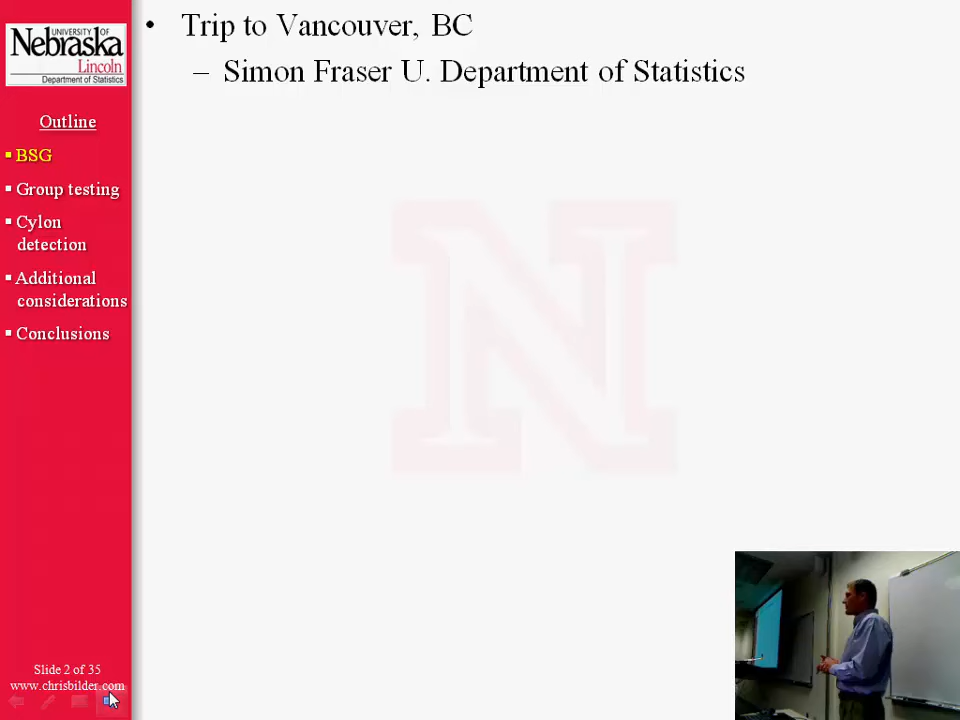 UNIVERSITY OF
Nebraska
Lincoln
Department of Statistics
Outline
▪ BSG
▪ Group testing
▪ Cylon
detection
▪ Additional
considerations
▪ Conclusions
Slide 2 of 35
www.chrisbilder.com
• Trip to Vancouver, BC
– Simon Fraser U. Department of Statistics
N